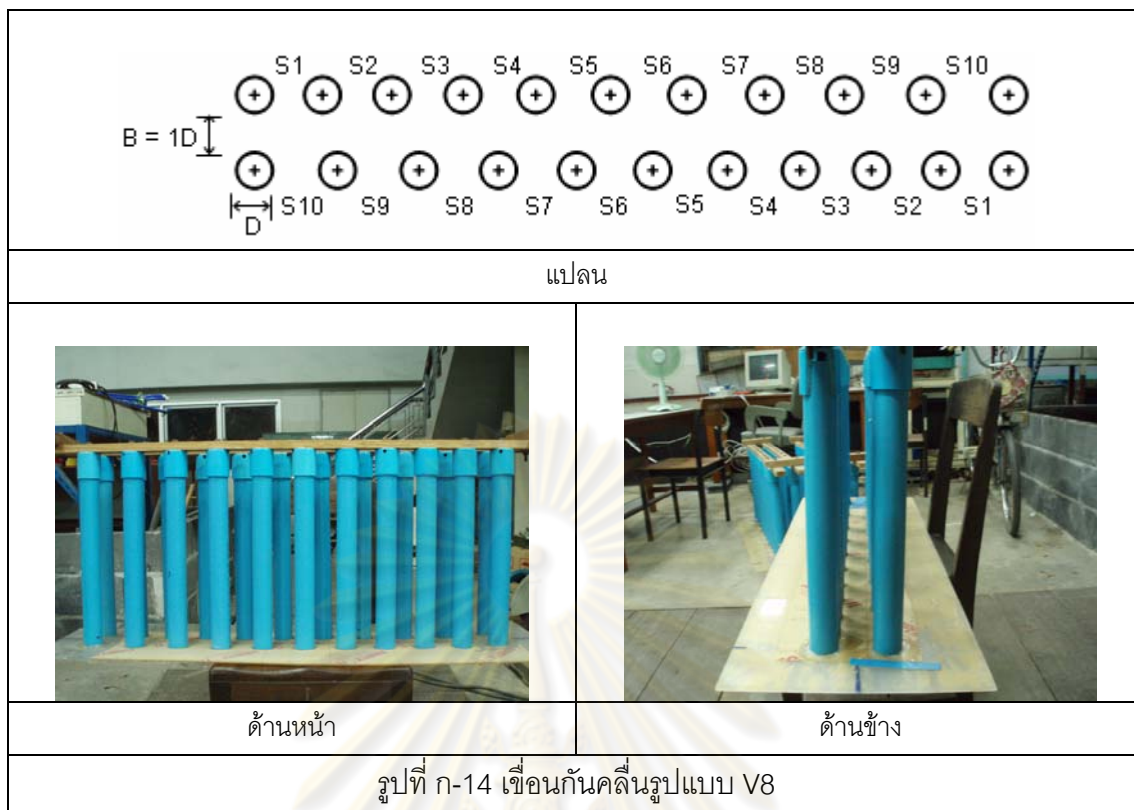 S1 S2 S3 S4 S5 S6 S7 S8 S9 S10
B = 1D
S10 S9 S8 S7 S6 S5 S4 S3 S2 S1
D
แปลน
ด้านหน้า ด้านข้าง
รูปที่ ก-14 เขื่อนกันคลื่นรูปแบบ V8